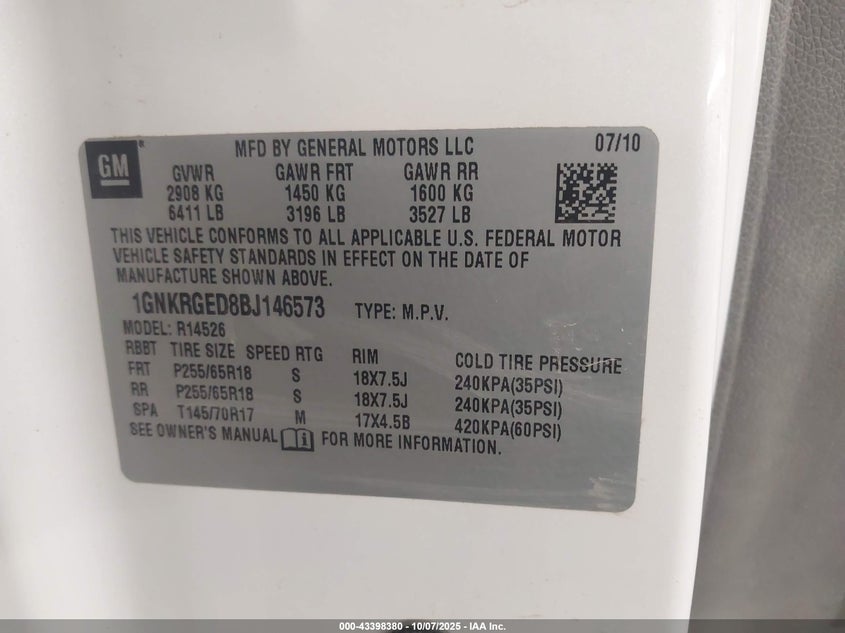 GM ® MFD BY GENERAL MOTORS LLC 07/10
GVWR GAWR FRT GAWR RR
2908 KG 1450 KG 1600 KG
6411 LB 3196 LB 3527 LB
THIS VEHICLE CONFORMS TO ALL APPLICABLE U.S. FEDERAL MOTOR
VEHICLE SAFETY STANDARDS IN EFFECT ON THE DATE OF
MANUFACTURE SHOWN ABOVE.
1GNKRGED8BJ146573 TYPE: M.P.V.
MODEL: R14526
RBBT TIRE SIZE SPEED RTG RIM COLD TIRE PRESSURE
FRT P255/65R18 S 18X7.5J 240KPA(35PSI)
RR P255/65R18 S 18X7.5J 240KPA(35PSI)
SPA T145/70R17 M 17X4.5B 420KPA(60PSI)
SEE OWNER'S MANUAL i FOR MORE INFORMATION.
000-43398380 - 10/07/2025 - IAA Inc.